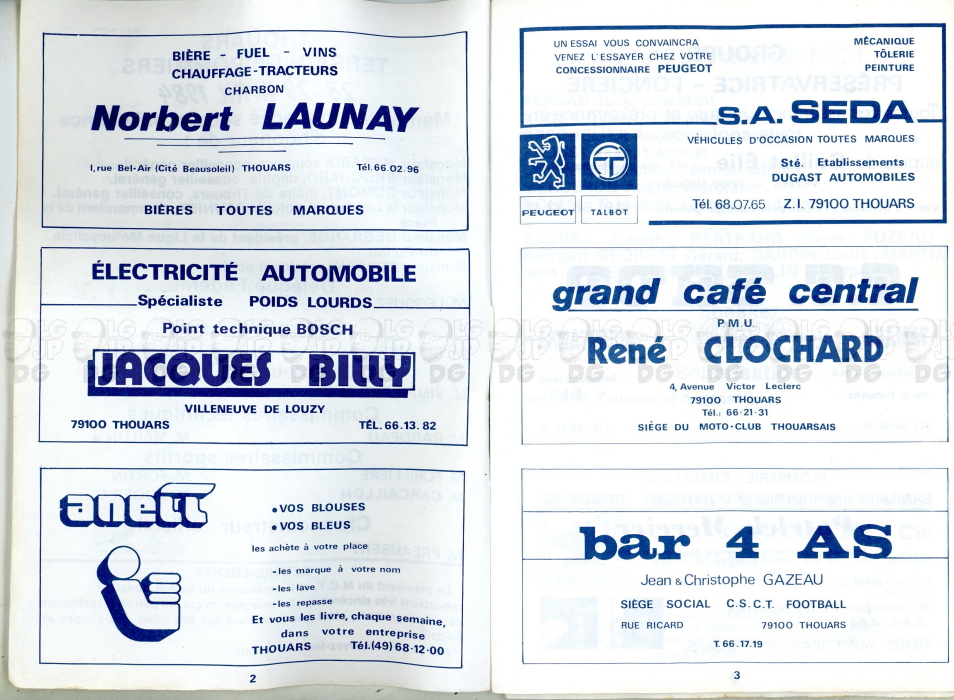 BIÈRE - FUEL - VINS
CHAUFFAGE-TRACTEURS
CHARBON
Norbert LAUNAY
1, rue Bel-Air (Cité Beausoleil) THOUARS Tél. 66.02.96
BIÈRES TOUTES MARQUES
ÉLECTRICITÉ AUTOMOBILE
Spécialiste POIDS LOURDS
Point technique BOSCH
JACQUES BILLY
VILLENEUVE DE LOUZY
79100 THOUARS TÉL. 66.13.82
anett
• VOS BLOUSES
• VOS BLEUS
les achète à votre place
- les marque à votre nom
- les lave
- les repasse
Et vous les livre, chaque semaine,
dans votre entreprise
THOUARS Tél.(49) 68-12-00
2
UN ESSAI VOUS CONVAINCRA
VENEZ L'ESSAYER CHEZ VOTRE
CONCESSIONNAIRE PEUGEOT
MÉCANIQUE
TÔLERIE
PEINTURE
S.A. SEDA
VÉHICULES D'OCCASION TOUTES MARQUES
Sté. Etablissements
DUGAST AUTOMOBILES
PEUGEOT TALBOT
Tél. 68.07.65 Z.I. 79100 THOUARS
grand café central
P.M.U.
René CLOCHARD
4, Avenue Victor Leclerc
79100 THOUARS
Tél.: 66-21-31
SIÈGE DU MOTO-CLUB THOUARSAIS
bar 4 AS
Jean & Christophe GAZEAU
SIÈGE SOCIAL C.S.C.T. FOOTBALL
RUE RICARD 79100 THOUARS
T. 66.17.19
3